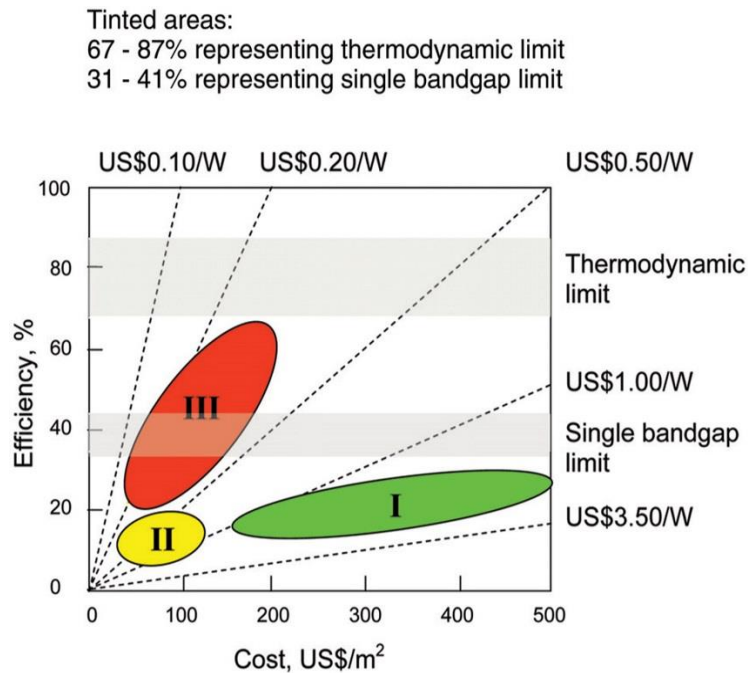 Tinted areas:
67 - 87% representing thermodynamic limit
31 - 41% representing single bandgap limit
US$0.10/W
US$0.20/W
US$0.50/W
100
80
60
40
20
0
Efficiency, %
Thermodynamic
limit
US$1.00/W
Single bandgap
limit
US$3.50/W
III
II
I
0
100
200
300
400
500
Cost, US$/m²